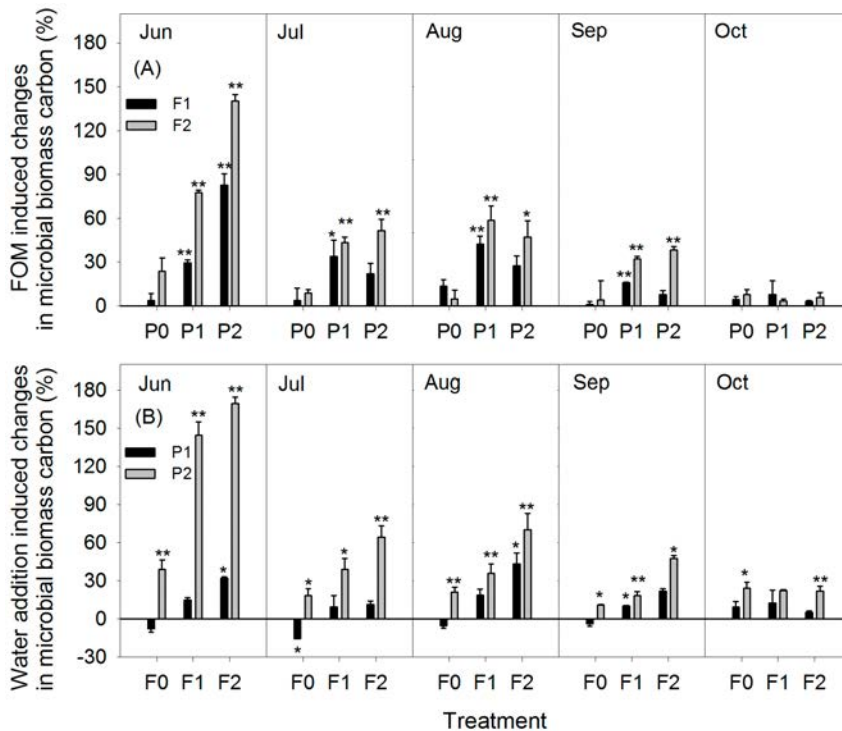 FOM induced changes
in microbial biomass carbon (%)
180
150
120
90
60
30
0
Jun
Jul
Aug
Sep
Oct
(A)
F1
F2
**
**
**
**
*
**
**
**
**
*
**
**
**
P0 P1 P2
P0 P1 P2
P0 P1 P2
P0 P1 P2
P0 P1 P2
Water addition induced changes
in microbial biomass carbon (%)
180
150
120
90
60
30
0
-30
Jun
Jul
Aug
Sep
Oct
(B)
P1
P2
**
**
*
**
*
*
*
**
**
**
*
**
*
*
**
*
*
**
F0 F1 F2
F0 F1 F2
F0 F1 F2
F0 F1 F2
F0 F1 F2
Treatment